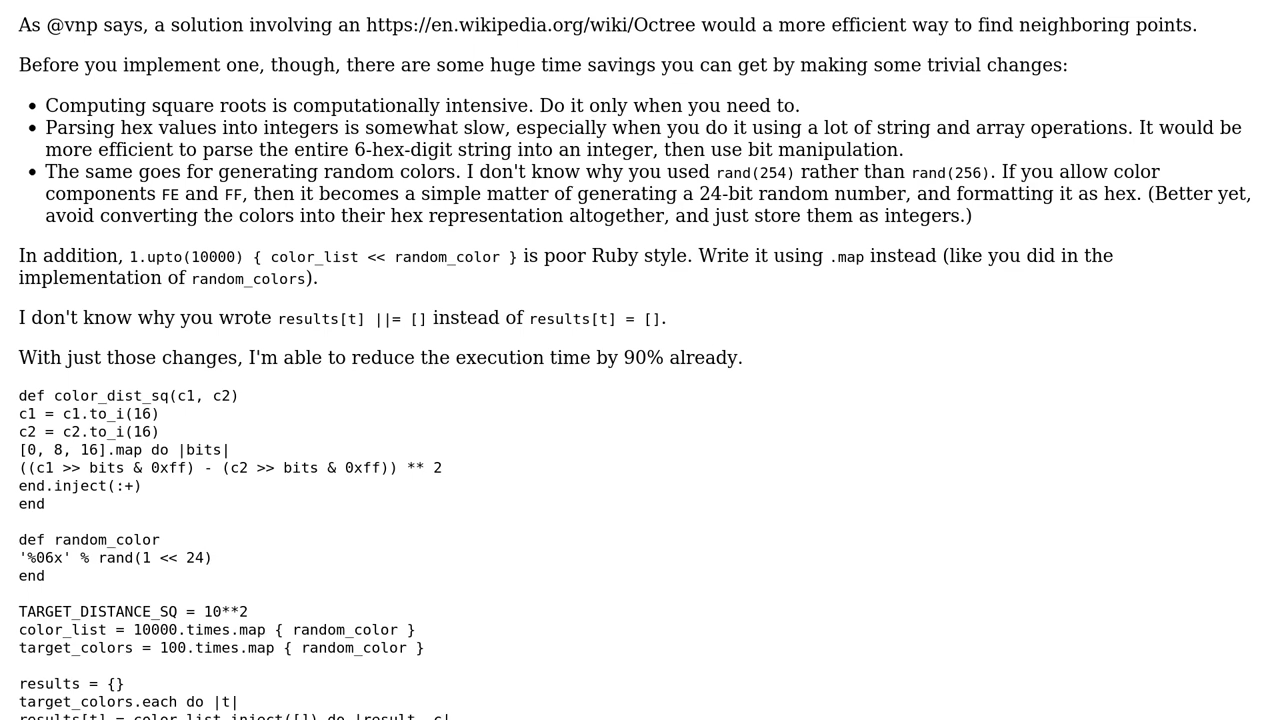 As @vnp says, a solution involving an https://en.wikipedia.org/wiki/Octree would a more efficient way to find neighboring points.
Before you implement one, though, there are some huge time savings you can get by making some trivial changes:
• Computing square roots is computationally intensive. Do it only when you need to.
• Parsing hex values into integers is somewhat slow, especially when you do it using a lot of string and array operations. It would be
more efficient to parse the entire 6-hex-digit string into an integer, then use bit manipulation.
• The same goes for generating random colors. I don't know why you used rand(254) rather than rand(256). If you allow color
components FE and FF, then it becomes a simple matter of generating a 24-bit random number, and formatting it as hex. (Better yet,
avoid converting the colors into their hex representation altogether, and just store them as integers.)
In addition, 1.upto(10000) { color_list << random_color } is poor Ruby style. Write it using .map instead (like you did in the
implementation of random_colors).
I don't know why you wrote results[t] ||= [] instead of results[t] = [].
With just those changes, I'm able to reduce the execution time by 90% already.
def color_dist_sq(c1, c2)
c1 = c1.to_i(16)
c2 = c2.to_i(16)
[0, 8, 16].map do |bits|
((c1 >> bits & 0xff) - (c2 >> bits & 0xff)) ** 2
end.inject(:+)
end
def random_color
'%06x' % rand(1 << 24)
end
TARGET_DISTANCE_SQ = 10**2
color_list = 10000.times.map { random_color }
target_colors = 100.times.map { random_color }
results = {}
target_colors.each do |t|
results[t] = color_list.inject([]) do |result, c|